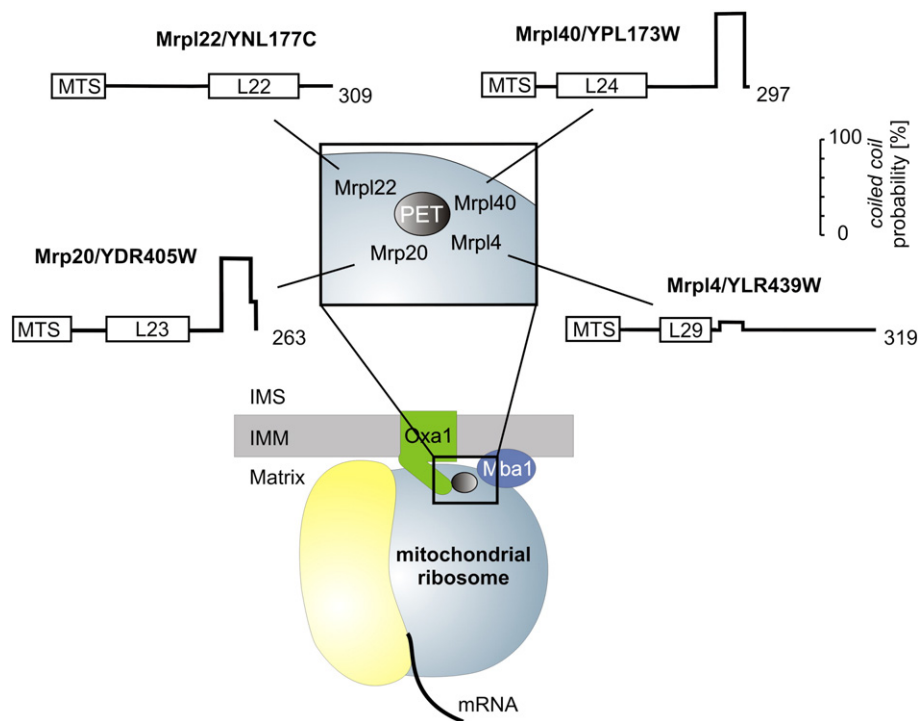 Mrpl22/YNL177C
MTS
L22
309
Mrpl40/YPL173W
MTS
L24
297
100
0
coiled coil
probability [%]
Mrpl22
Mrpl40
PET
Mrp20
Mrpl4
Mrp20/YDR405W
MTS
L23
263
Mrpl4/YLR439W
MTS
L29
319
IMS
IMM
Matrix
Oxa1
Mba1
mitochondrial
ribosome
mRNA